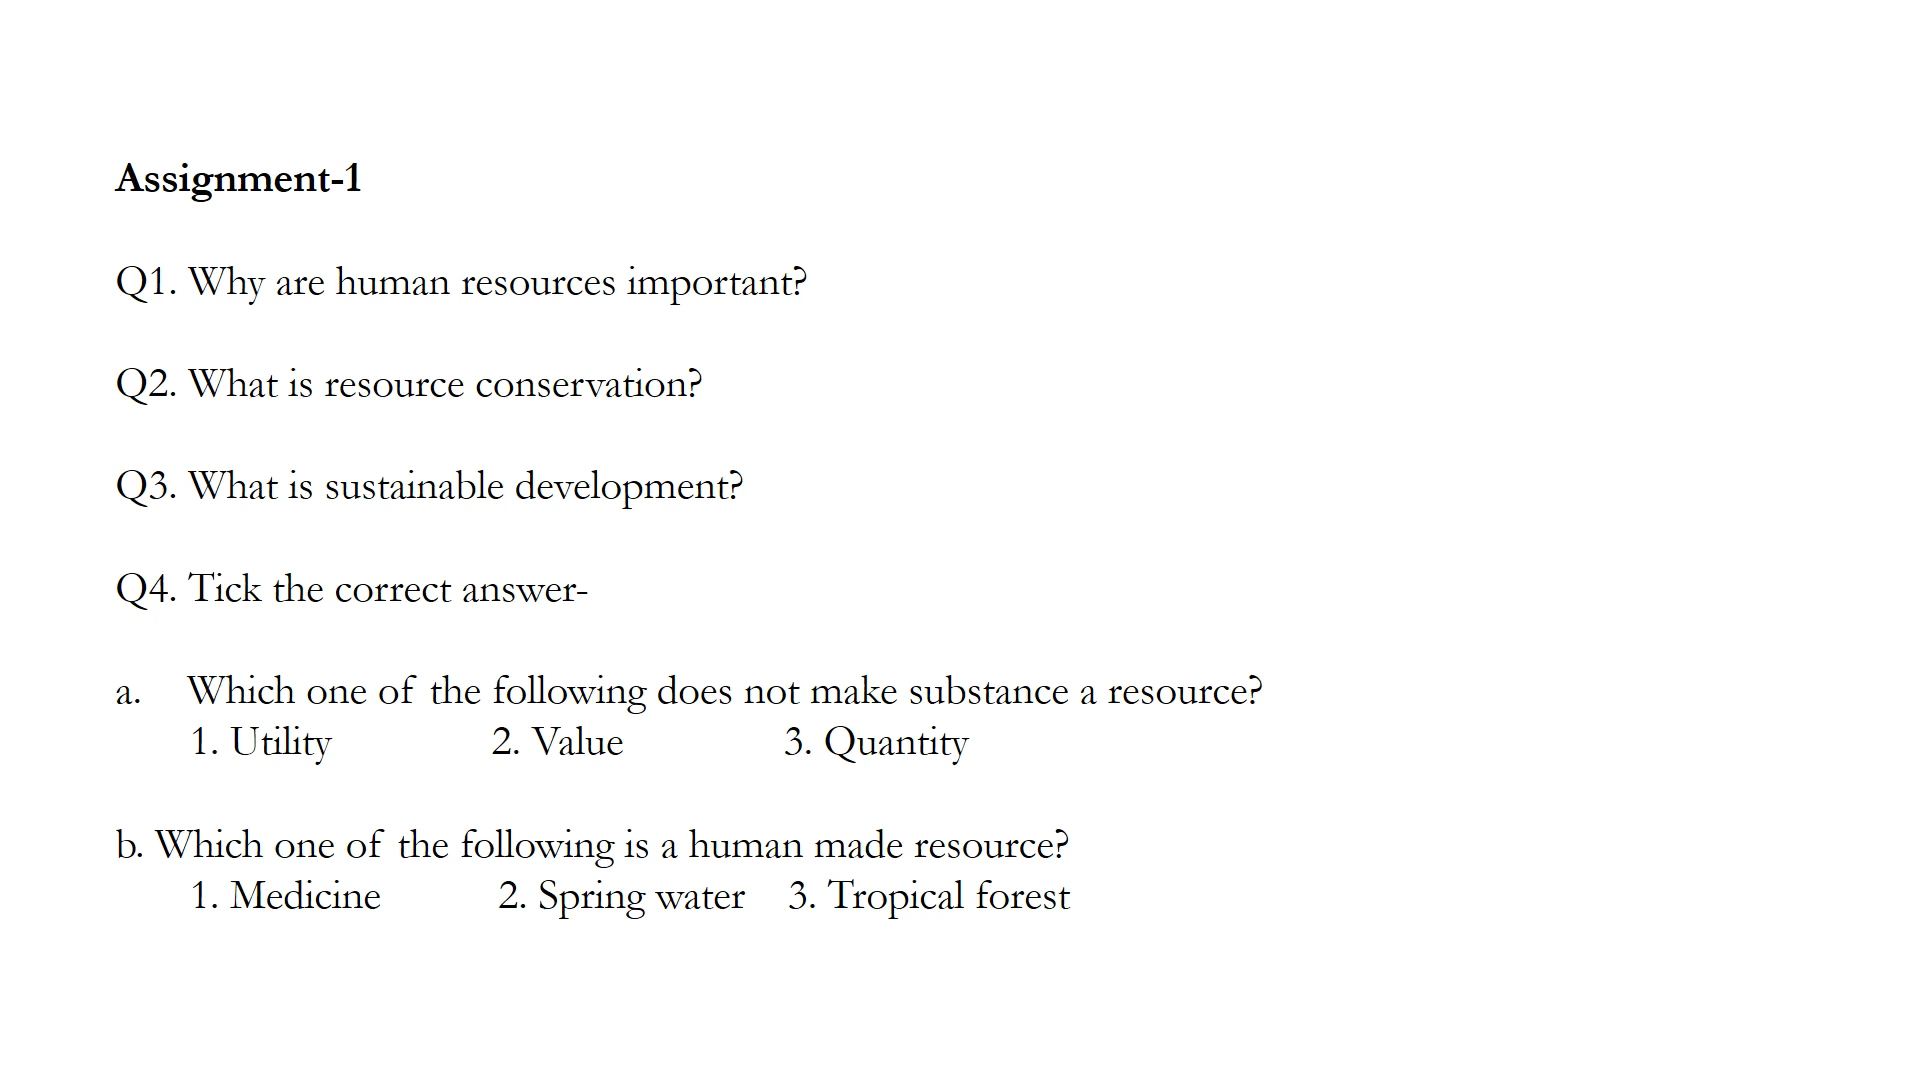 Assignment-1
Q1. Why are human resources important?
Q2. What is resource conservation?
Q3. What is sustainable development?
Q4. Tick the correct answer-
a. Which one of the following does not make substance a resource?
1. Utility 2. Value 3. Quantity
b. Which one of the following is a human made resource?
1. Medicine 2. Spring water 3. Tropical forest